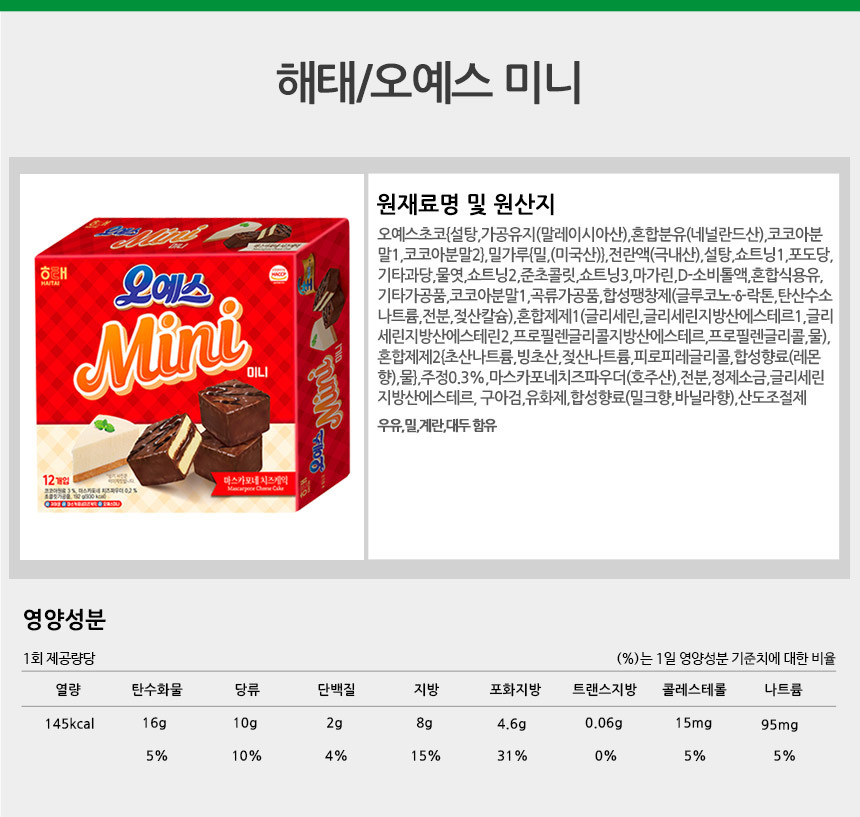 해태/오예스 미니
원재료명 및 원산지
오예스초코{설탕,가공유지(말레이시아산),혼합분유(네널란드산),코코아분
말1,코코아분말2},밀가루(밀,(미국산)},전란액(극내산),설탕,쇼트닝1,포도당,
기타과당,물엿,쇼트닝2,준초콜릿,쇼트닝3,마가린,D-소비톨액,혼합식용유,
기타가공품,코코아분말1,곡류가공품,합성팽창제(글루코노-δ-락톤,탄산수소
나트륨,전분,젖산칼슘),혼합제제1(글리세린,글리세린지방산에스테르1,글리
세린지방산에스테린2,프로필렌글리콜지방산에스테르,프로필렌글리콜,물),
혼합제제2{초산나트륨,빙초산,젖산나트륨,피로피레글리콜,합성향료(레몬
향),물},주정0.3%,마스카포네치즈파우더(호주산),전분,정제소금,글리세린
지방산에스테르, 구아검,유화제,합성향료(밀크향,바닐라향),산도조절제
우유,밀,계란,대두 함유
해태
HAITAI
오예스
Mini
미니
HACCP
오예스
Mini
미니
오예스
Mini
12개입
마스카포네 치즈케익
Mascarpone Cheese Cake
영양성분
1회 제공량당 (%)는 1일 영양성분 기준치에 대한 비율
열량 탄수화물 당류 단백질 지방 포화지방 트랜스지방 콜레스테롤 나트륨
145kcal 16g 10g 2g 8g 4.6g 0.06g 15mg 95mg
5% 10% 4% 15% 31% 0% 5% 5%